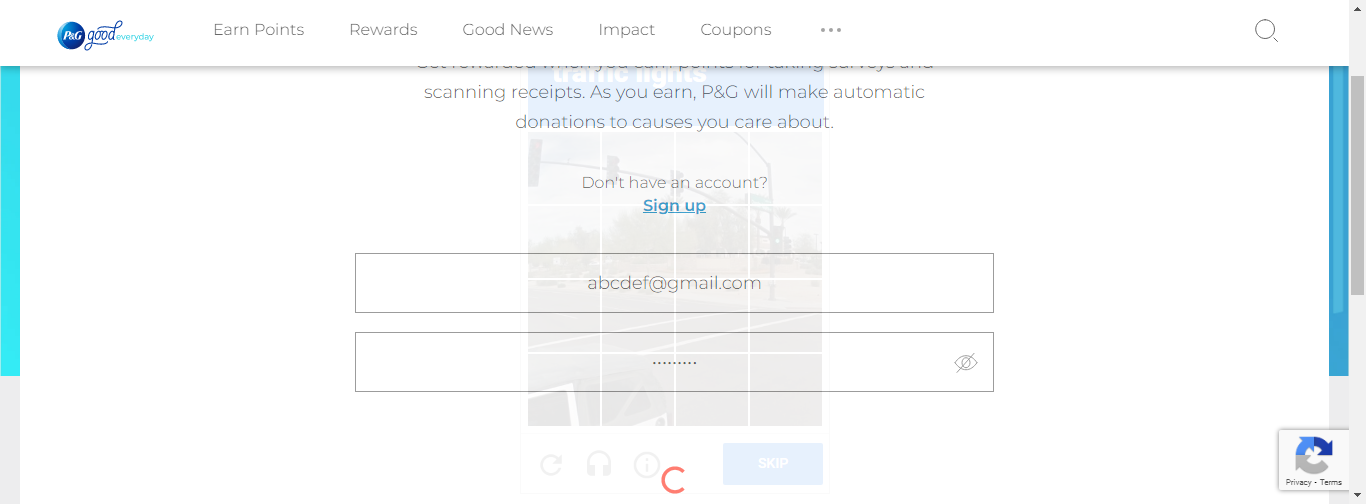 P&G good everyday
Earn Points
Rewards
Good News
Impact
Coupons
Get rewarded when you earn points for taking surveys and
traffic lights
scanning receipts. As you earn, P&G will make automatic
donations to causes you care about.
Don't have an account?
Sign up
abcdef@gmail.com
•••••••••
SKIP
Privacy - Terms